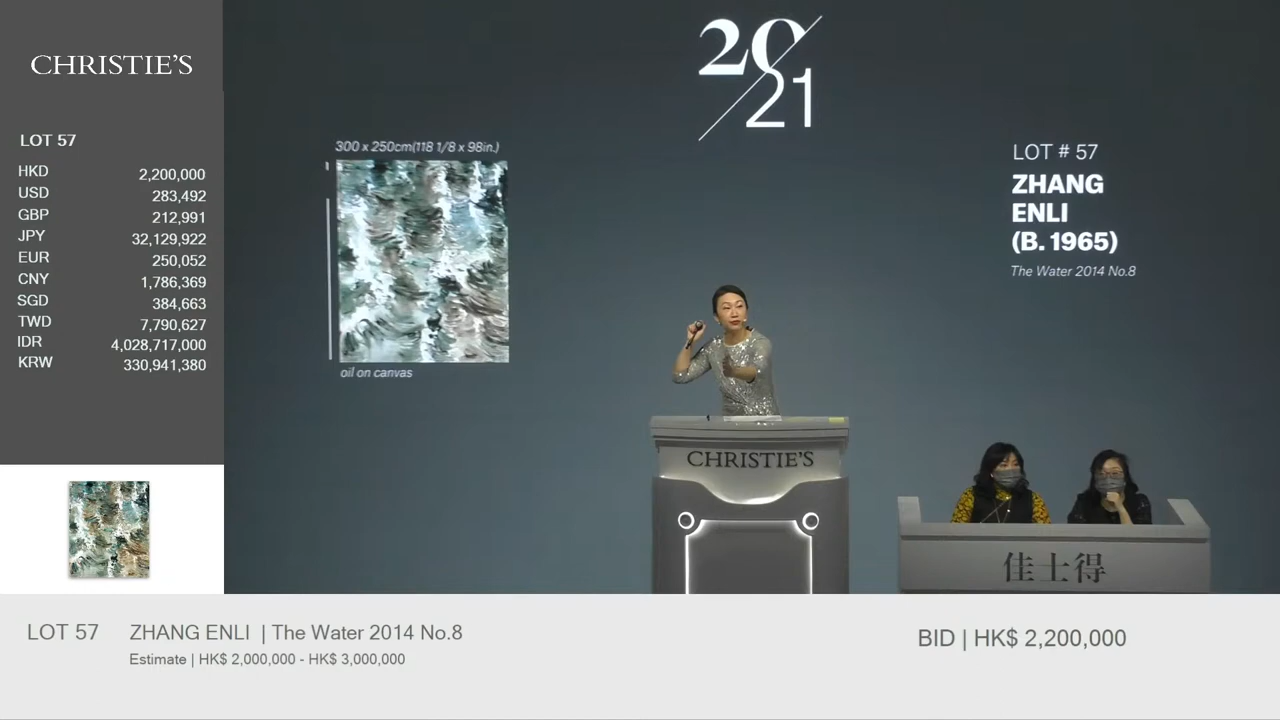 CHRISTIE'S
LOT 57
HKD 2,200,000
USD 283,492
GBP 212,991
JPY 32,129,922
EUR 250,052
CNY 1,786,369
SGD 384,663
TWD 7,790,627
IDR 4,028,717,000
KRW 330,941,380
20/21
300 x 250cm(118 1/8 x 98in.)
oil on canvas
LOT # 57
ZHANG
ENLI
(B. 1965)
The Water 2014 No.8
CHRISTIE'S
佳士得
LOT 57 ZHANG ENLI | The Water 2014 No.8
Estimate | HK$ 2,000,000 - HK$ 3,000,000
BID | HK$ 2,200,000